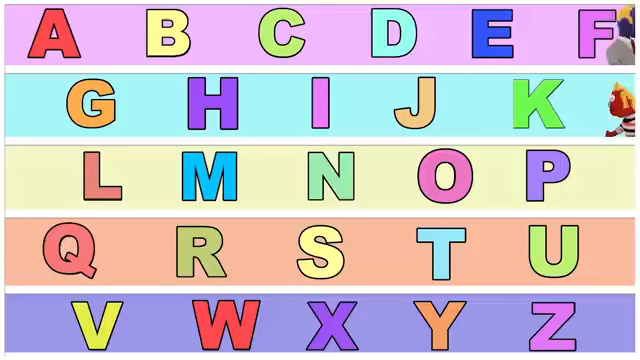 A B C D E F
G H I J K
L M N O P
Q R S T U
V W X Y Z